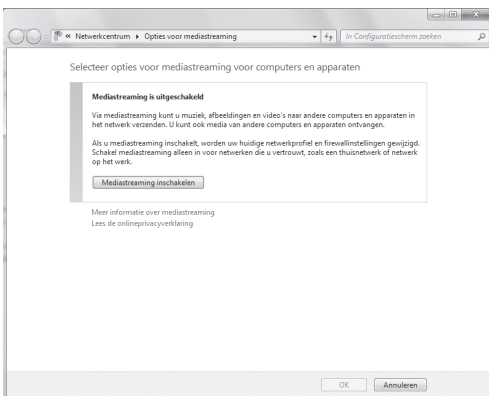 « Netwerkcentrum ▸ Opties voor mediastreaming
In Configuratiescherm zoeken
Selecteer opties voor mediastreaming voor computers en apparaten
Mediastreaming is uitgeschakeld
Via mediastreaming kunt u muziek, afbeeldingen en video's naar andere computers en apparaten in
het netwerk verzenden. U kunt ook media van andere computers en apparaten ontvangen.
Als u mediastreaming inschakelt, worden uw huidige netwerkprofiel en firewallinstellingen gewijzigd.
Schakel mediastreaming alleen in voor netwerken die u vertrouwt, zoals een thuisnetwerk of netwerk
op het werk.
Mediastreaming inschakelen
Meer informatie over mediastreaming
Lees de onlineprivacyverklaring
OK
Annuleren